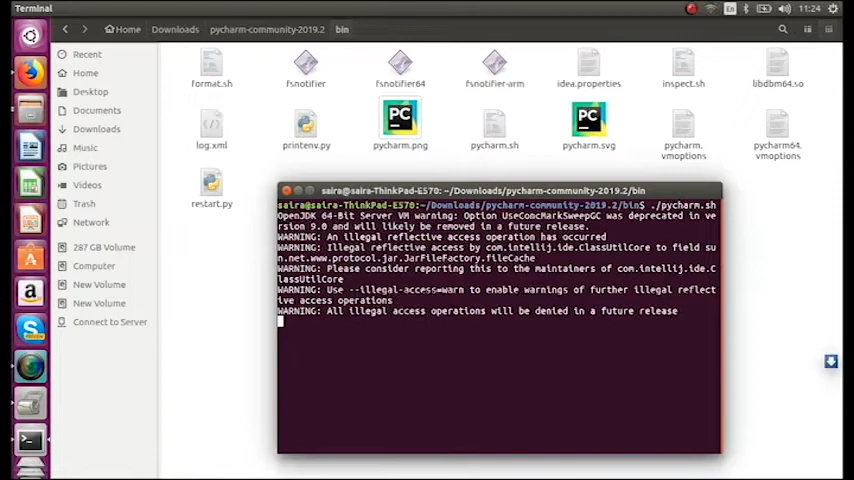 Terminal
En
11:24
Home
Downloads
pycharm-community-2019.2
bin
Recent
Home
Desktop
Documents
Downloads
Music
Pictures
Videos
Trash
Network
287 GB Volume
Computer
New Volume
New Volume
Connect to Server
format.sh
fsnotifier
fsnotifier64
fsnotifier-arm
idea.properties
inspect.sh
libdbm64.so
log.xml
printenv.py
PC
pycharm.png
pycharm.sh
PC
pycharm.svg
pycharm.
vmoptions
pycharm64.
vmoptions
restart.py
saira@saira-ThinkPad-E570: ~/Downloads/pycharm-community-2019.2/bin
saira@saira-ThinkPad-E570:~/Downloads/pycharm-community-2019.2/bin$ ./pycharm.sh
OpenJDK 64-Bit Server VM warning: Option UseConcMarkSweepGC was deprecated in ve
rsion 9.0 and will likely be removed in a future release.
WARNING: An illegal reflective access operation has occurred
WARNING: Illegal reflective access by com.intellij.ide.ClassUtilCore to field su
n.net.www.protocol.jar.JarFileFactory.fileCache
WARNING: Please consider reporting this to the maintainers of com.intellij.ide.C
lassUtilCore
WARNING: Use --illegal-access=warn to enable warnings of further illegal reflect
ive access operations
WARNING: All illegal access operations will be denied in a future release